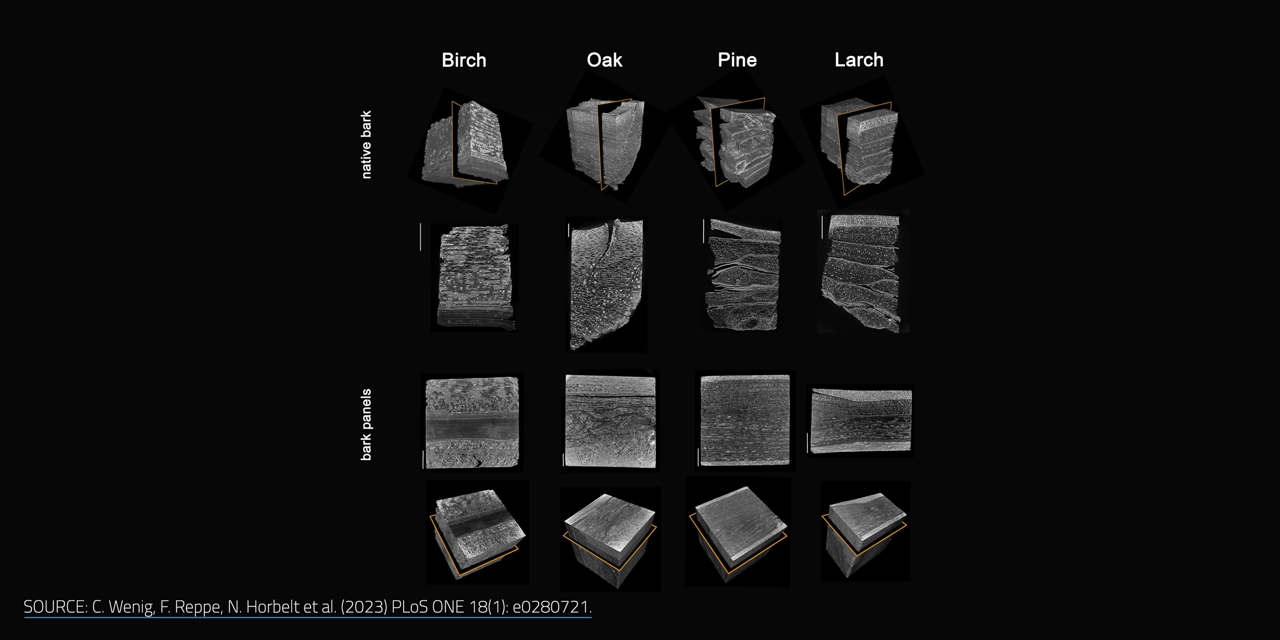 Birch Oak Pine Larch
native bark
bark panels
SOURCE: C. Wenig, F. Reppe, N. Horbelt et al. (2023) PLoS ONE 18(1): e0280721.